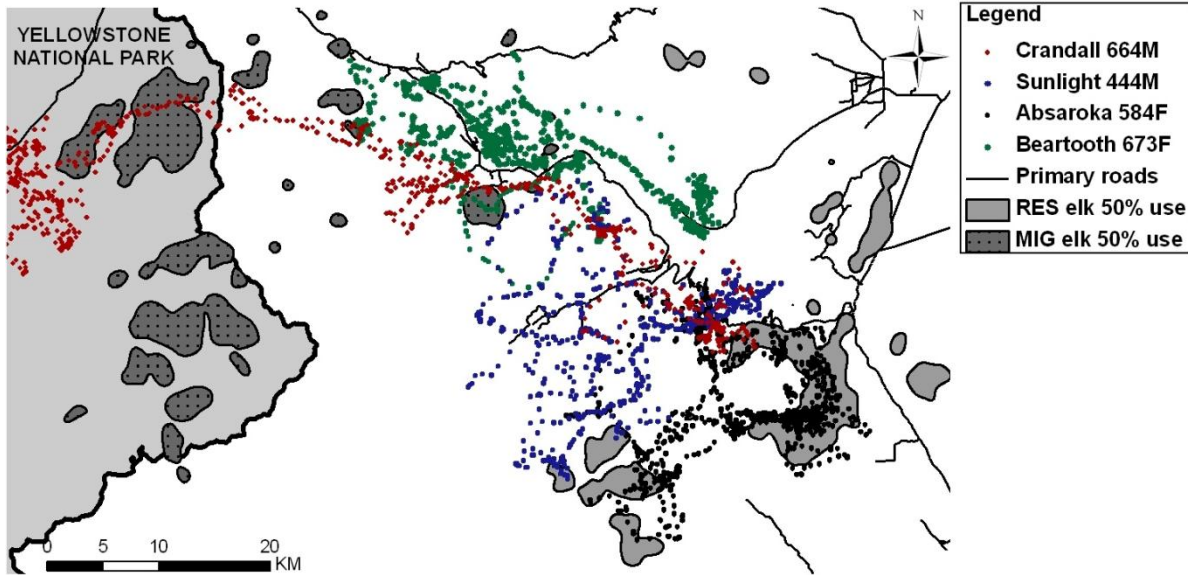 YELLOWSTONE
NATIONAL PARK
N
Legend
Crandall 664M
Sunlight 444M
Absaroka 584F
Beartooth 673F
Primary roads
RES elk 50% use
MIG elk 50% use
0 5 10 20
KM